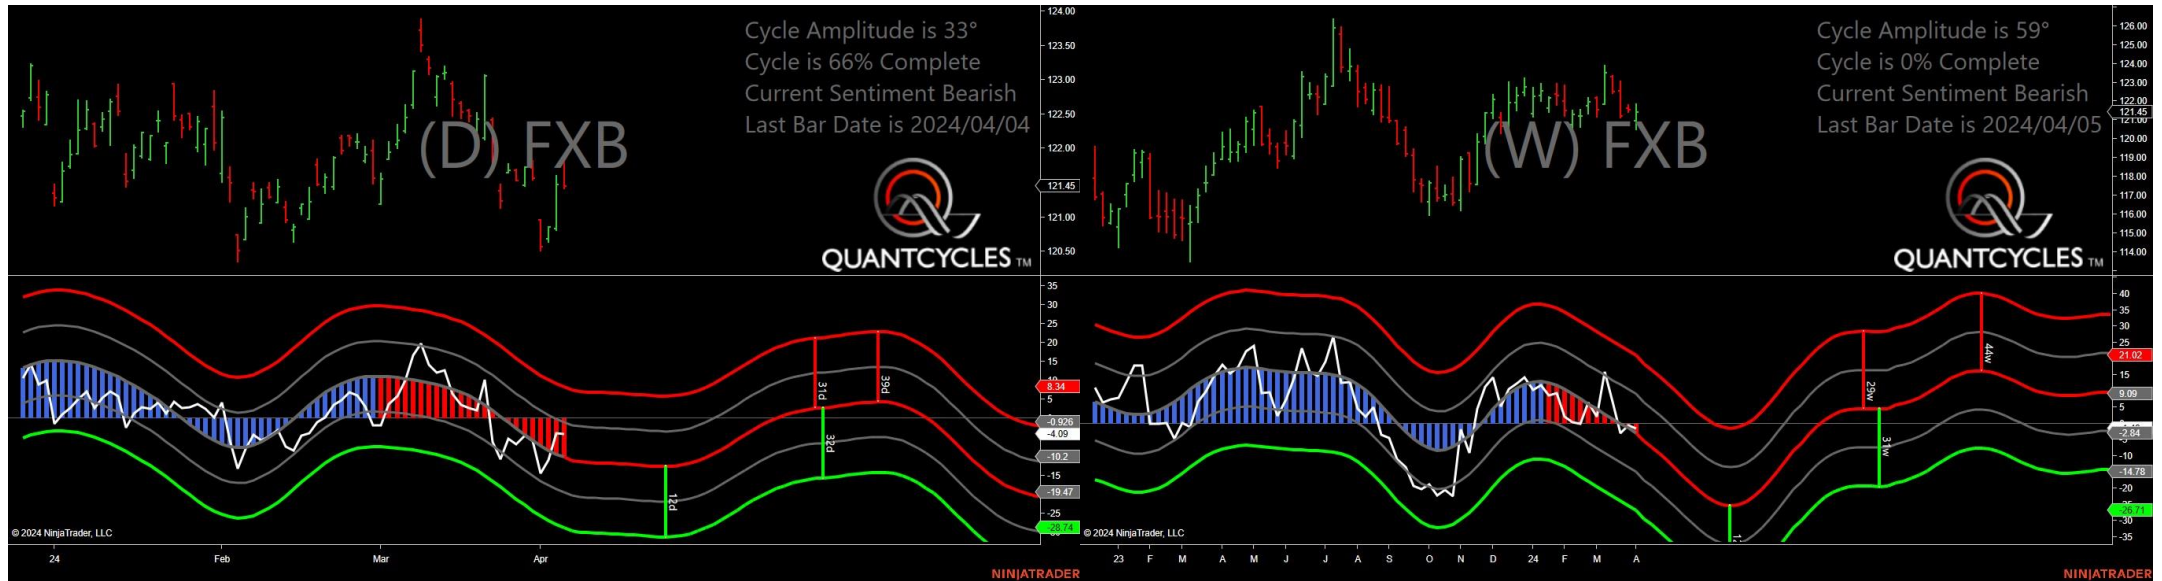 Cycle Amplitude is 33°
Cycle is 66% Complete
Current Sentiment Bearish
Last Bar Date is 2024/04/04
(D) FXB
QUANTCYCLES TM
124.00
123.50
123.00
122.50
122.00
121.45
121.00
120.50
35
30
25
20
15
8.34
5
-0.926
-4.09
-10.2
-15
-19.47
-25
-28.74
31d
39d
32d
12d
© 2024 NinjaTrader, LLC
24
Feb
Mar
Apr
NINJATRADER
Cycle Amplitude is 59°
Cycle is 0% Complete
Current Sentiment Bearish
Last Bar Date is 2024/04/05
(W) FXB
QUANTCYCLES TM
126.00
125.00
124.00
123.00
122.00
121.45
121.00
120.00
119.00
118.00
117.00
116.00
115.00
114.00
40
35
30
25
21.02
15
9.09
5
-2.84
-10
-14.78
-20
-26.71
-30
-35
29w
44w
31w
© 2024 NinjaTrader, LLC
23
F
M
A
M
J
J
A
S
O
N
D
24
F
M
A
NINJATRADER